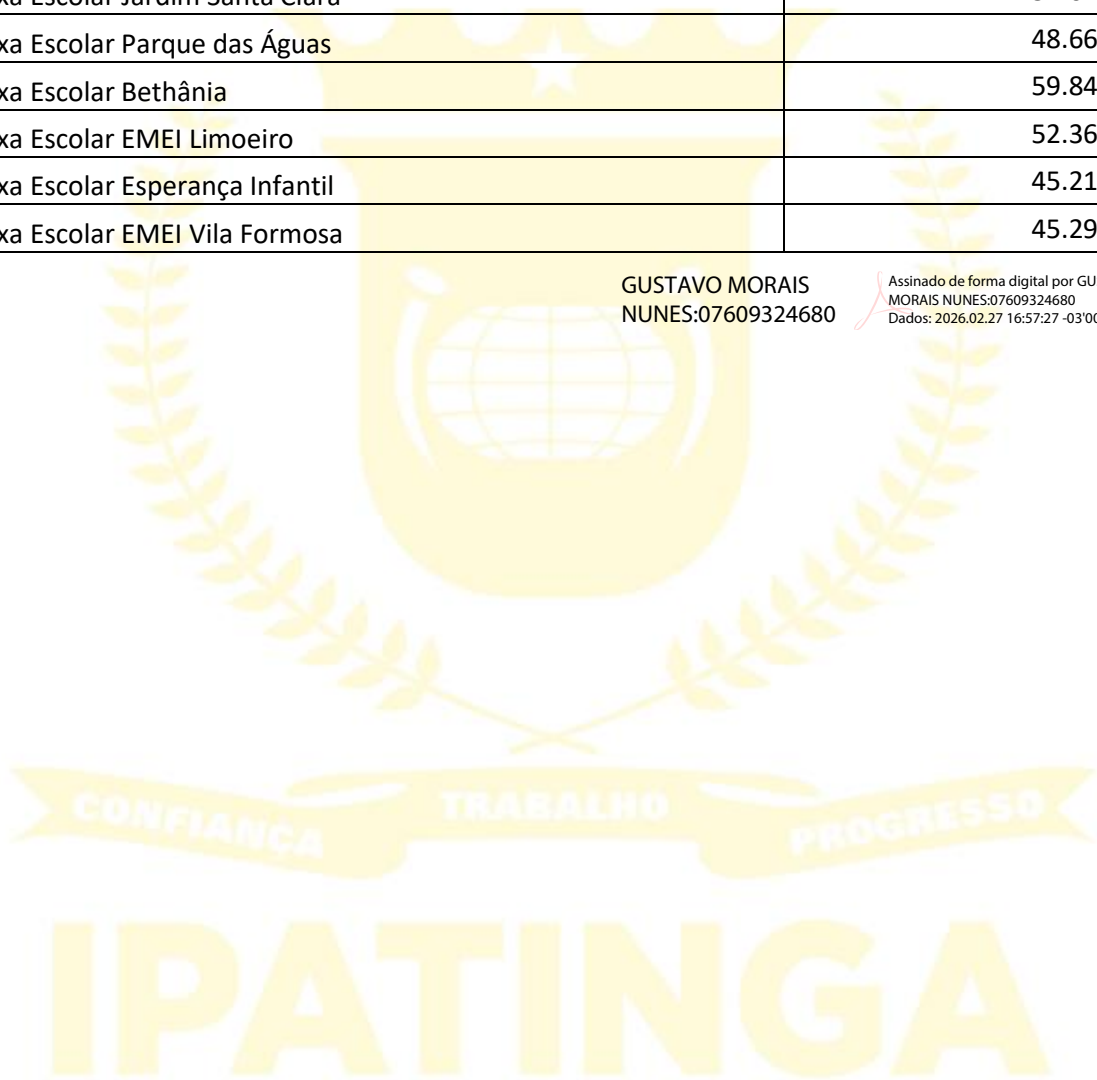 xa Escolar Parque das Águas 48.66
xa Escolar Bethânia 59.84
xa Escolar EMEI Limoeiro 52.36
xa Escolar Esperança Infantil 45.21
xa Escolar EMEI Vila Formosa 45.29
GUSTAVO MORAIS
NUNES:07609324680
Assinado de forma digital por GU
MORAIS NUNES:07609324680
Dados: 2026.02.27 16:57:27 -03'00
CONFIANÇA TRABALHO PROGRESSO
IPATINGA